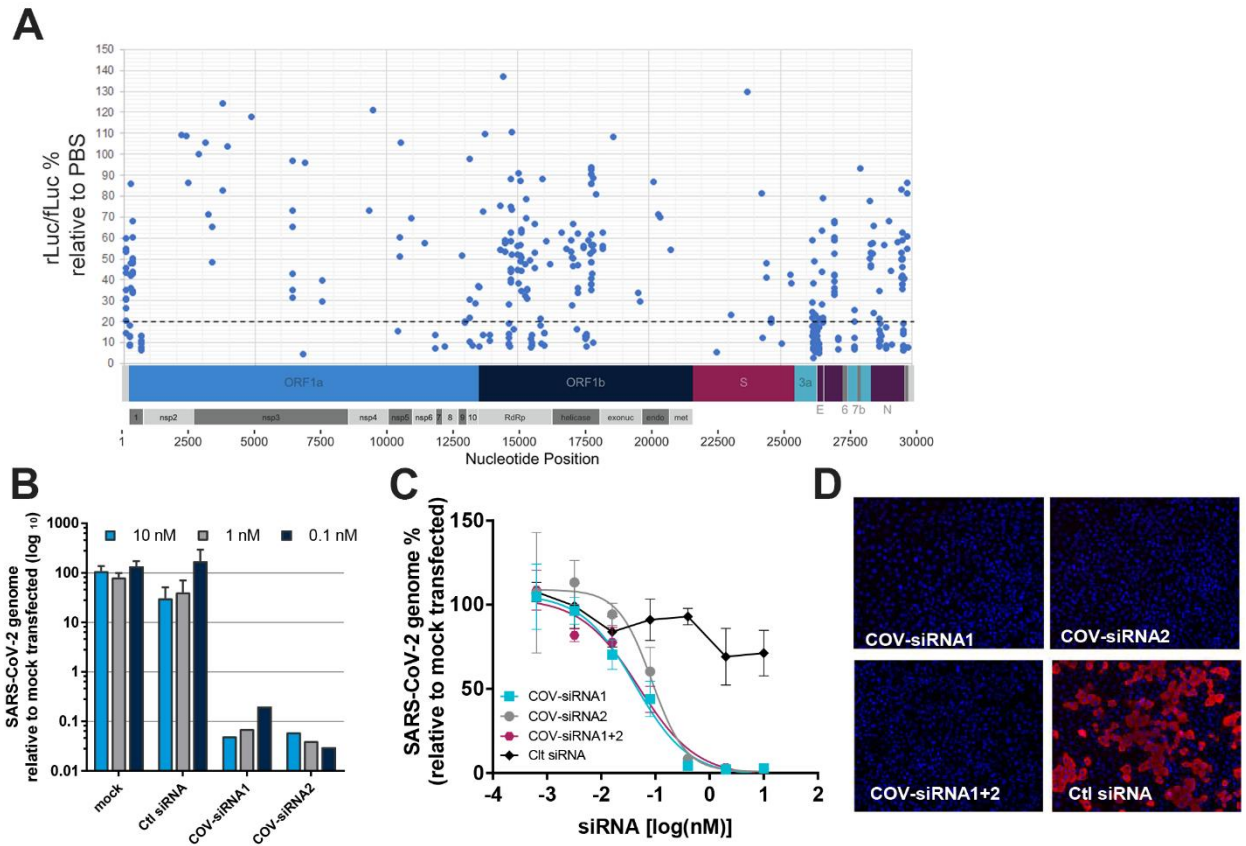 A
rLuc/fLuc %
relative to PBS
150
140
130
120
110
100
90
80
70
60
50
40
30
20
10
0
ORF1a ORF1b S 3a
E 6 7b N
1 nsp2 nsp3 nsp4 nsp5 nsp6 7 8 9 10 RdRp helicase exonuc endo met
1 2500 5000 7500 10000 12500 15000 17500 20000 22500 25000 27500 30000
Nucleotide Position
B
SARS-CoV-2 genome
relative to mock transfected (log 10)
10 nM 1 nM 0.1 nM
1000
100
10
1
0.1
0.01
mock Ctl siRNA COV-siRNA1 COV-siRNA2
C
SARS-CoV-2 genome %
(relative to mock transfected)
150
100
50
0
COV-siRNA1
COV-siRNA2
COV-siRNA1+2
Clt siRNA
-4 -3 -2 -1 0 1 2
siRNA [log(nM)]
D
COV-siRNA1 COV-siRNA2
COV-siRNA1+2 Ctl siRNA